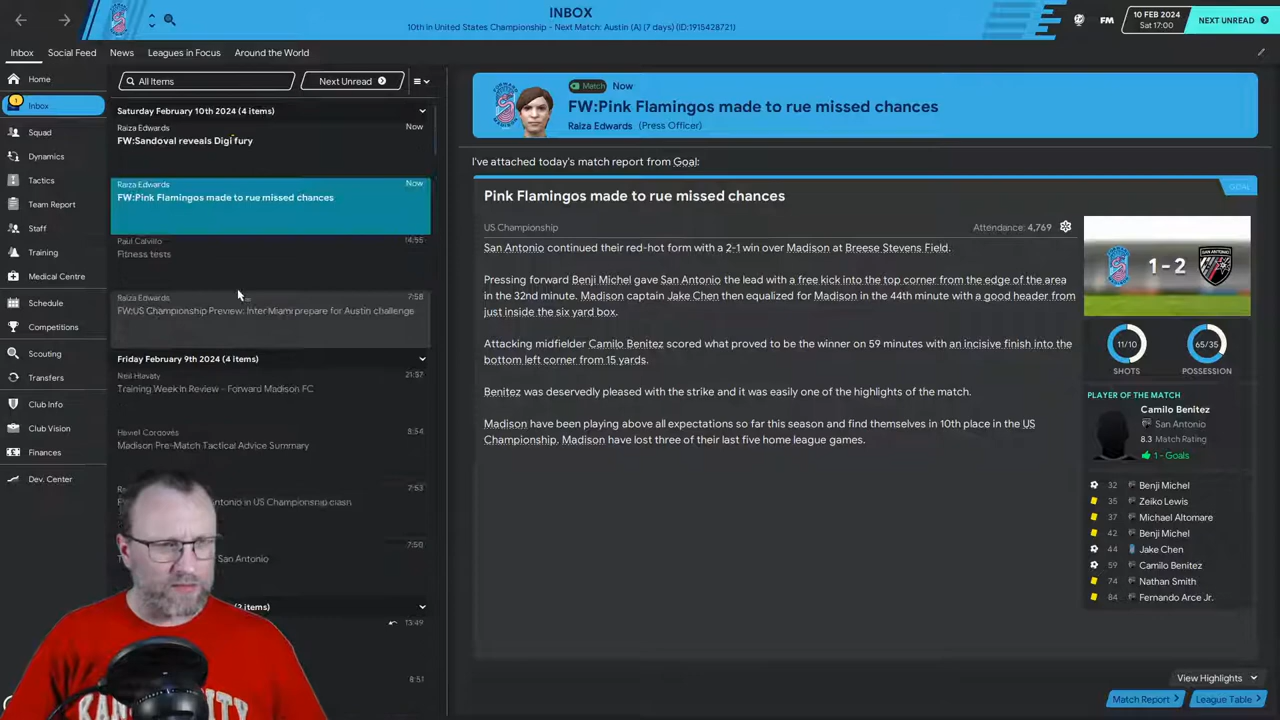 INBOX
10th in United States Championship - Next Match: Austin (A) (7 days) (ID:1915428721)
FM
10 FEB 2024
Sat 17:00
NEXT UNREAD
Inbox
Social Feed
News
Leagues in Focus
Around the World
Home
1
Inbox
Squad
Dynamics
Tactics
Team Report
Staff
Training
Medical Centre
Schedule
Competitions
Scouting
Transfers
Club Info
Club Vision
Finances
Dev. Center
All Items
Next Unread
Saturday February 10th 2024 (4 items)
Raiza Edwards
Now
FW:Sandoval reveals Digi fury
Raiza Edwards
Now
FW:Pink Flamingos made to rue missed chances
Paul Calvillo
14:55
Fitness tests
Raiza Edwards
7:58
FW:US Championship Preview: Inter Miami prepare for Austin challenge
Friday February 9th 2024 (4 items)
Neil Hlavaty
21:37
Training Week In Review - Forward Madison FC
8:54
Madison Pre-Match Tactical Advice Summary
7:53
Antonio in US Championship clash
7:50
San Antonio
items)
13:49
8:51
Match
Now
FW:Pink Flamingos made to rue missed chances
Raiza Edwards (Press Officer)
I've attached today's match report from Goal:
GOAL
Pink Flamingos made to rue missed chances
US Championship
Attendance: 4,769
San Antonio continued their red-hot form with a 2-1 win over Madison at Breese Stevens Field.
Pressing forward Benji Michel gave San Antonio the lead with a free kick into the top corner from the edge of the area
in the 32nd minute. Madison captain Jake Chen then equalized for Madison in the 44th minute with a good header from
just inside the six yard box.
Attacking midfielder Camilo Benitez scored what proved to be the winner on 59 minutes with an incisive finish into the
bottom left corner from 15 yards.
Benitez was deservedly pleased with the strike and it was easily one of the highlights of the match.
Madison have been playing above all expectations so far this season and find themselves in 10th place in the US
Championship. Madison have lost three of their last five home league games.
1 - 2
SAN ANTONIO
11/10
SHOTS
65/35
POSSESSION
PLAYER OF THE MATCH
Camilo Benitez
San Antonio
8.3 Match Rating
1 - Goals
32 Benji Michel
35 Zeiko Lewis
37 Michael Altomare
42 Benji Michel
44 Jake Chen
59 Camilo Benitez
74 Nathan Smith
84 Fernando Arce Jr.
View Highlights
Match Report
League Table
KANSAS